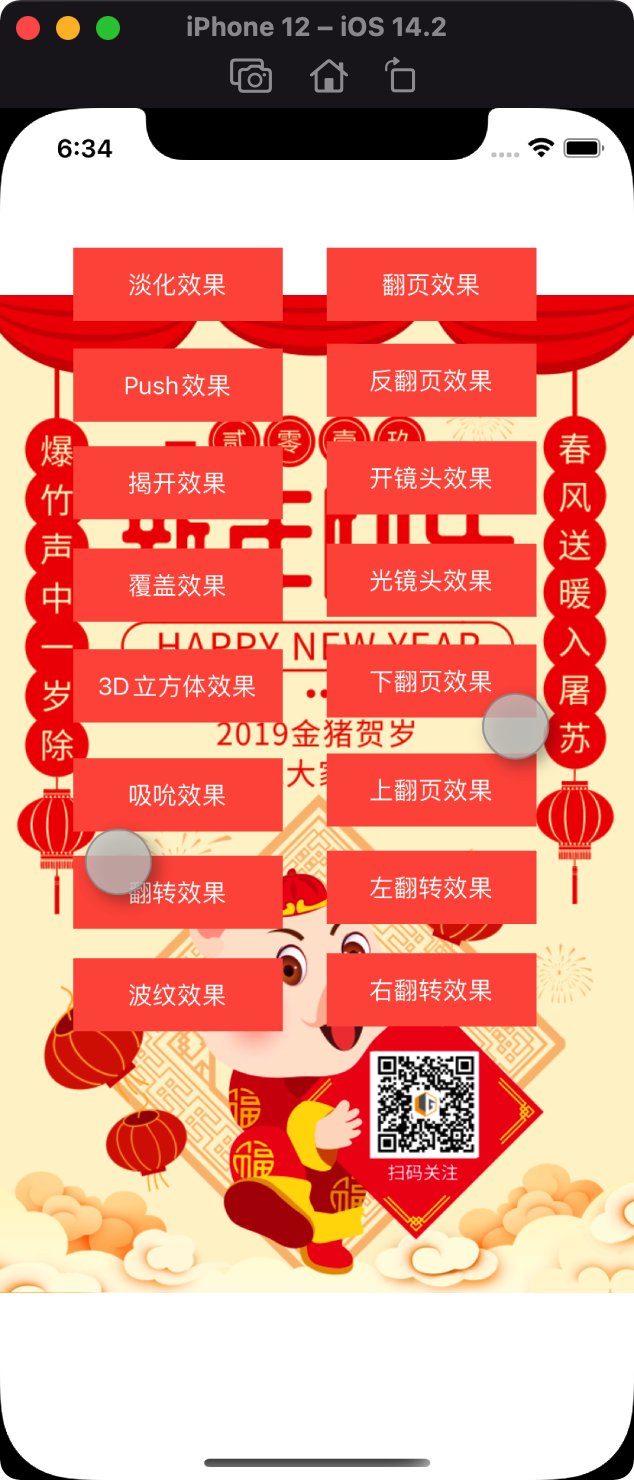 iPhone 12 – iOS 14.2
6:34
淡化效果
翻页效果
Push效果
反翻页效果
揭开效果
开镜头效果
覆盖效果
光镜头效果
3D立方体效果
下翻页效果
吸吮效果
上翻页效果
翻转效果
左翻转效果
波纹效果
右翻转效果
爆竹声中一岁除
春风送暖入屠苏
贰零壹玖
HAPPY NEW YEAR
2019金猪贺岁
大
福
福
福
扫码关注